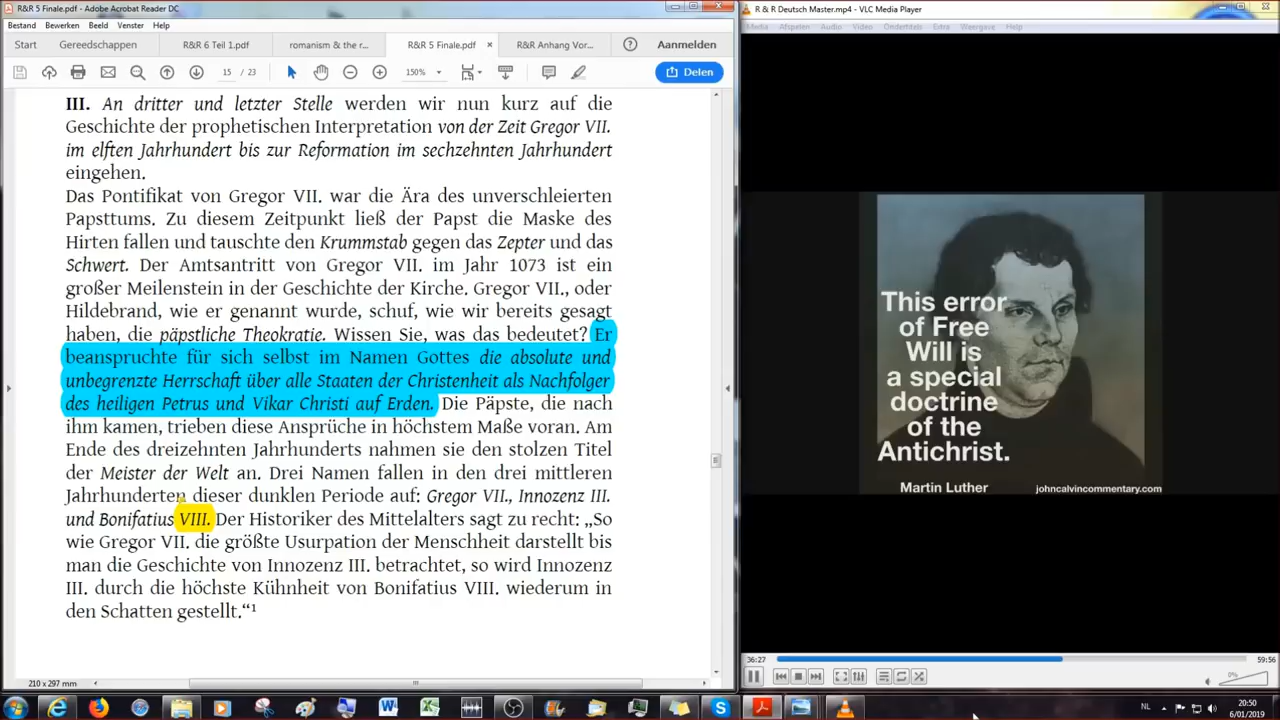 R&R 5 Finale.pdf - Adobe Acrobat Reader DC
Bestand Bewerken Beeld Venster Help
Start Gereedschappen R&R 6 Teil 1.pdf romanism & the r... R&R 5 Finale.pdf × R&R Anhang Vor... Aanmelden
15 / 23 150% Delen
III. An dritter und letzter Stelle werden wir nun kurz auf die
Geschichte der prophetischen Interpretation von der Zeit Gregor VII.
im elften Jahrhundert bis zur Reformation im sechzehnten Jahrhundert
eingehen.
Das Pontifikat von Gregor VII. war die Ära des unverschleierten
Papsttums. Zu diesem Zeitpunkt ließ der Papst die Maske des
Hirten fallen und tauschte den Krummstab gegen das Zepter und das
Schwert. Der Amtsantritt von Gregor VII. im Jahr 1073 ist ein
großer Meilenstein in der Geschichte der Kirche. Gregor VII., oder
Hildebrand, wie er genannt wurde, schuf, wie wir bereits gesagt
haben, die päpstliche Theokratie. Wissen Sie, was das bedeutet? Er
beanspruchte für sich selbst im Namen Gottes die absolute und
unbegrenzte Herrschaft über alle Staaten der Christenheit als Nachfolger
des heiligen Petrus und Vikar Christi auf Erden. Die Päpste, die nach
ihm kamen, trieben diese Ansprüche in höchstem Maße voran. Am
Ende des dreizehnten Jahrhunderts nahmen sie den stolzen Titel
der Meister der Welt an. Drei Namen fallen in den drei mittleren
Jahrhunderten dieser dunklen Periode auf: Gregor VII., Innozenz III.
und Bonifatius VIII. Der Historiker des Mittelalters sagt zu recht: „So
wie Gregor VII. die größte Usurpation der Menschheit darstellt bis
man die Geschichte von Innozenz III. betrachtet, so wird Innozenz
III. durch die höchste Kühnheit von Bonifatius VIII. wiederum in
den Schatten gestellt.“¹
210 x 297 mm
R & R Deutsch Master.mp4 - VLC Media Player
Media Afspelen Audio Video Ondertitels Extra Weergave Help
This error
of Free
Will is
a special
doctrine
of the
Antichrist.
Martin Luther johncalvincommentary.com
36:27 59:56
0%
NL 20:50
6/01/2019